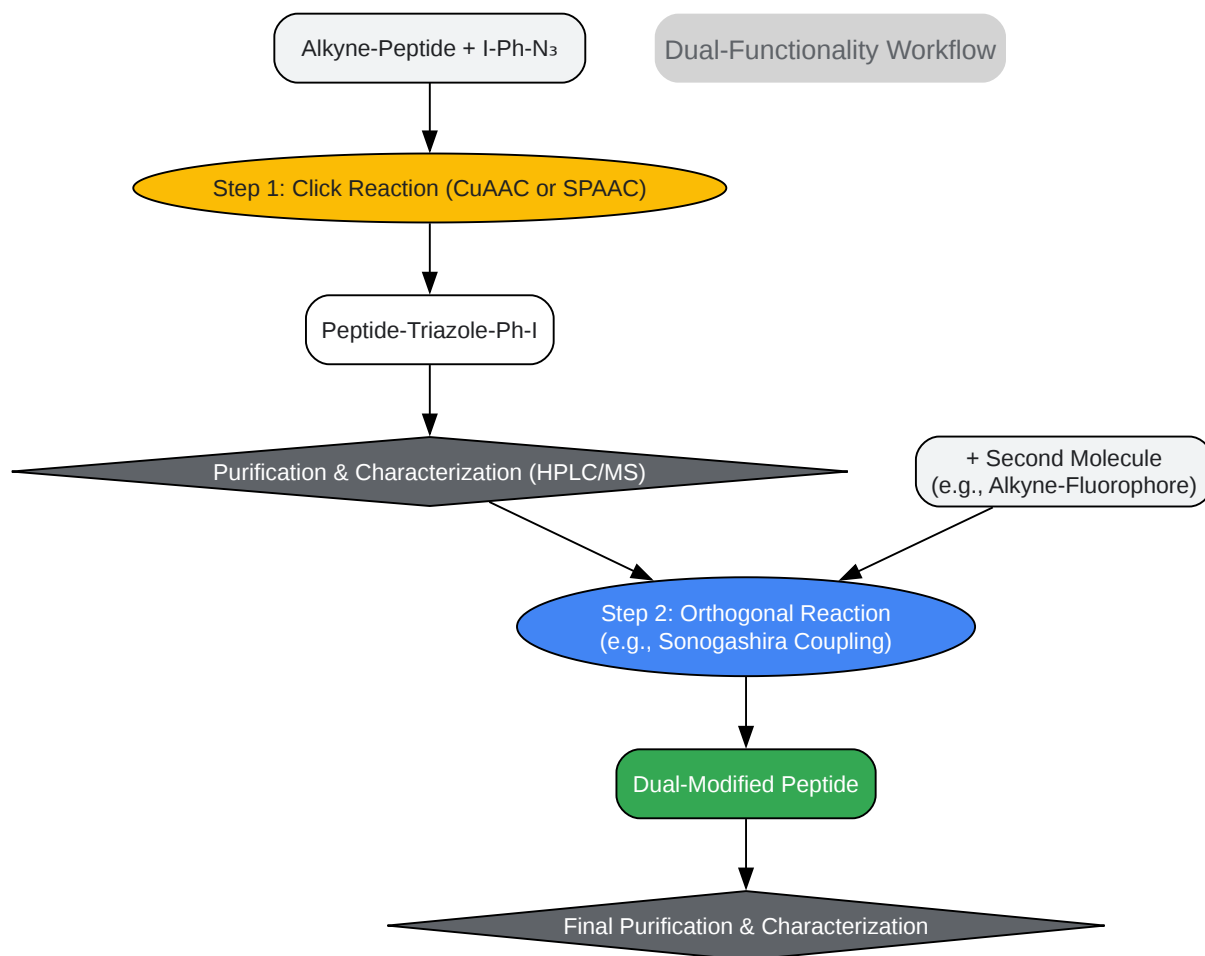 Alkyne-Peptide + I-Ph-N₃
Dual-Functionality Workflow
Step 1: Click Reaction (CuAAC or SPAAC)
Peptide-Triazole-Ph-I
Purification & Characterization (HPLC/MS)
+ Second Molecule
(e.g., Alkyne-Fluorophore)
Step 2: Orthogonal Reaction
(e.g., Sonogashira Coupling)
Dual-Modified Peptide
Final Purification & Characterization